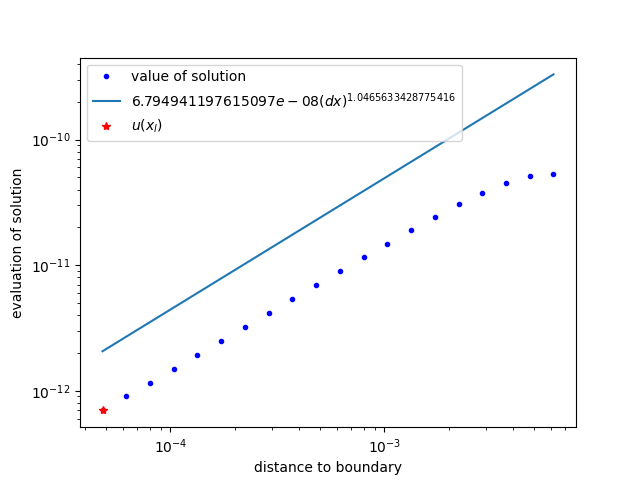 value of solution
6.794941197615097e − 08(dx)^1.0465633428775416
u(x_l)
10^−10
10^−11
10^−12
evaluation of solution
10^−4
10^−3
distance to boundary